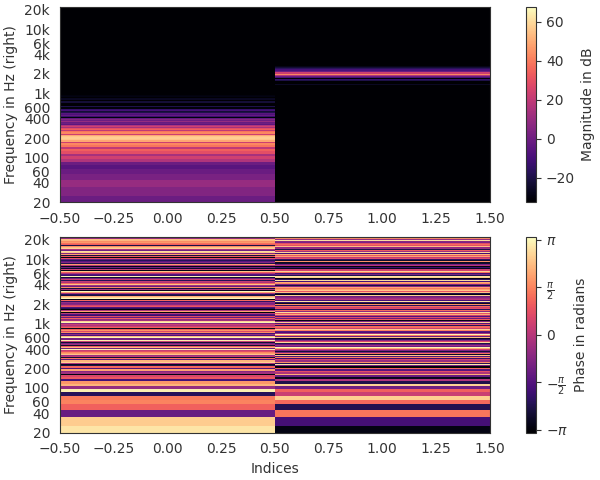 20k
10k
6k
4k
2k
1k
600
400
200
100
60
40
20
Frequency in Hz (right)
−0.50 −0.25 0.00 0.25 0.50 0.75 1.00 1.25 1.50
60
40
20
0
−20
Magnitude in dB
20k
10k
6k
4k
2k
1k
600
400
200
100
60
40
20
Frequency in Hz (right)
−0.50 −0.25 0.00 0.25 0.50 0.75 1.00 1.25 1.50
Indices
π
π/2
0
−π/2
−π
Phase in radians